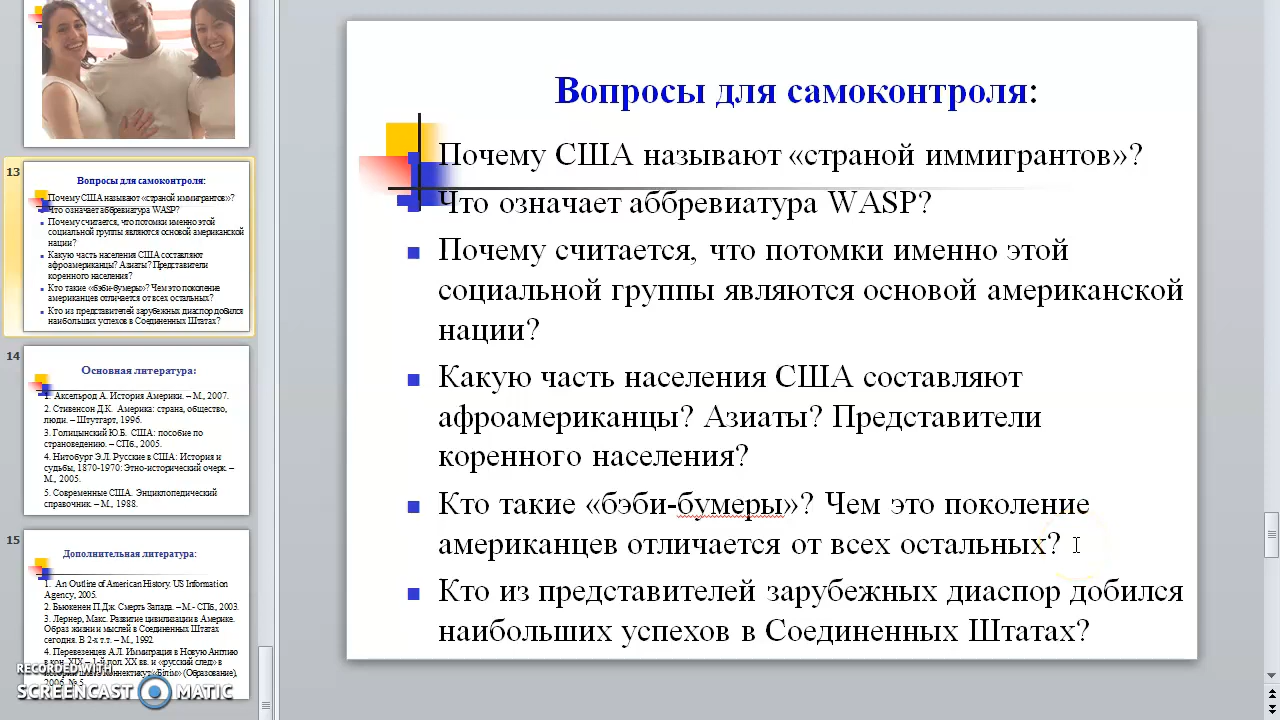 13
Вопросы для самоконтроля:
Почему США называют «страной иммигрантов»?
Что означает аббревиатура WASP?
Почему считается, что потомки именно этой
социальной группы являются основой американской
нации?
Какую часть населения США составляют
афроамериканцы? Азиаты? Представители
коренного населения?
Кто такие «бэби-бумеры»? Чем это поколение
американцев отличается от всех остальных?
Кто из представителей зарубежных диаспор добился
наибольших успехов в Соединенных Штатах?
14
Основная литература:
1. Аксельрод А. История Америки. – М., 2007.
2. Стивенсон Д.К. Америка: страна, общество,
люди. – Штутгарт, 1996.
3. Голицынский Ю.Б. США: пособие по
страноведению. – СПб., 2005.
4. Нитобург Э.Л. Русские в США: История и
судьбы, 1870-1970: Этно-исторический очерк. –
М., 2005.
5. Современные США. Энциклопедический
справочник. – М., 1988.
15
Дополнительная литература:
1. An Outline of American History. US Information
Agency, 2005.
2. Бьюкенен П.Дж. Смерть Запада. – М.- СПб., 2003.
3. Лернер, Макс. Развитие цивилизации в Америке.
Образ жизни и мыслей в Соединенных Штатах
сегодня. В 2-х т.т. – М., 1992.
4. Перевезенцев А.Л. Иммиграция в Новую Англию
в кон. XIX – 1-й пол. XX вв. и «русский след» в
истории штата Коннектикут «Білім» (Образование),
2006. № 5
RECORDED WITH
SCREENCAST MATIC
Вопросы для самоконтроля:
Почему США называют «страной иммигрантов»?
Что означает аббревиатура WASP?
Почему считается, что потомки именно этой
социальной группы являются основой американской
нации?
Какую часть населения США составляют
афроамериканцы? Азиаты? Представители
коренного населения?
Кто такие «бэби-бумеры»? Чем это поколение
американцев отличается от всех остальных?
Кто из представителей зарубежных диаспор добился
наибольших успехов в Соединенных Штатах?